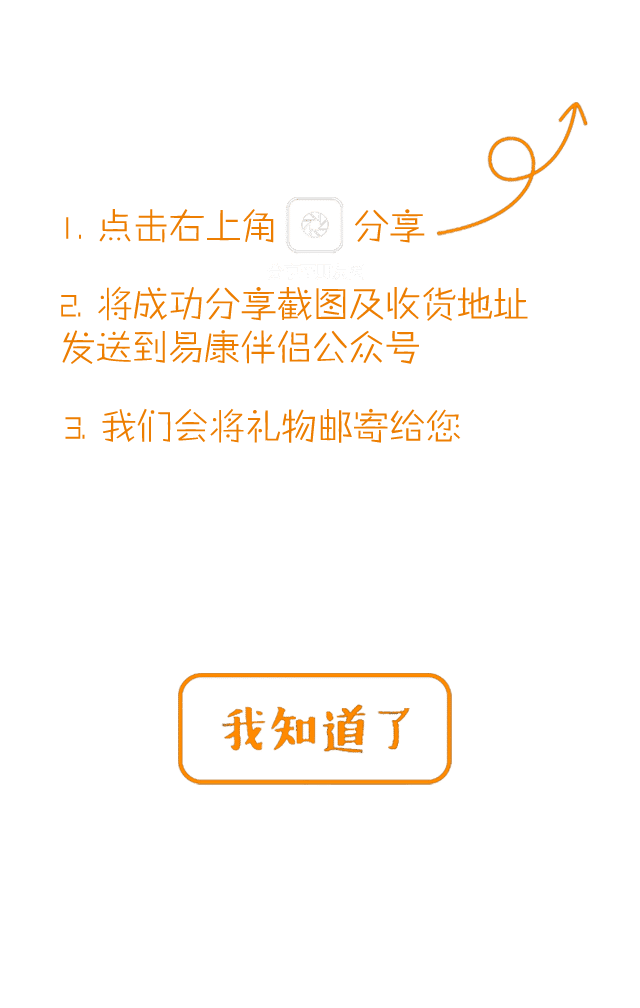 1. 点击右上角 分享
2. 将成功分享截图及收货地址
发送到易康伴侣公众号
3. 我们会将礼物邮寄给您
我知道了